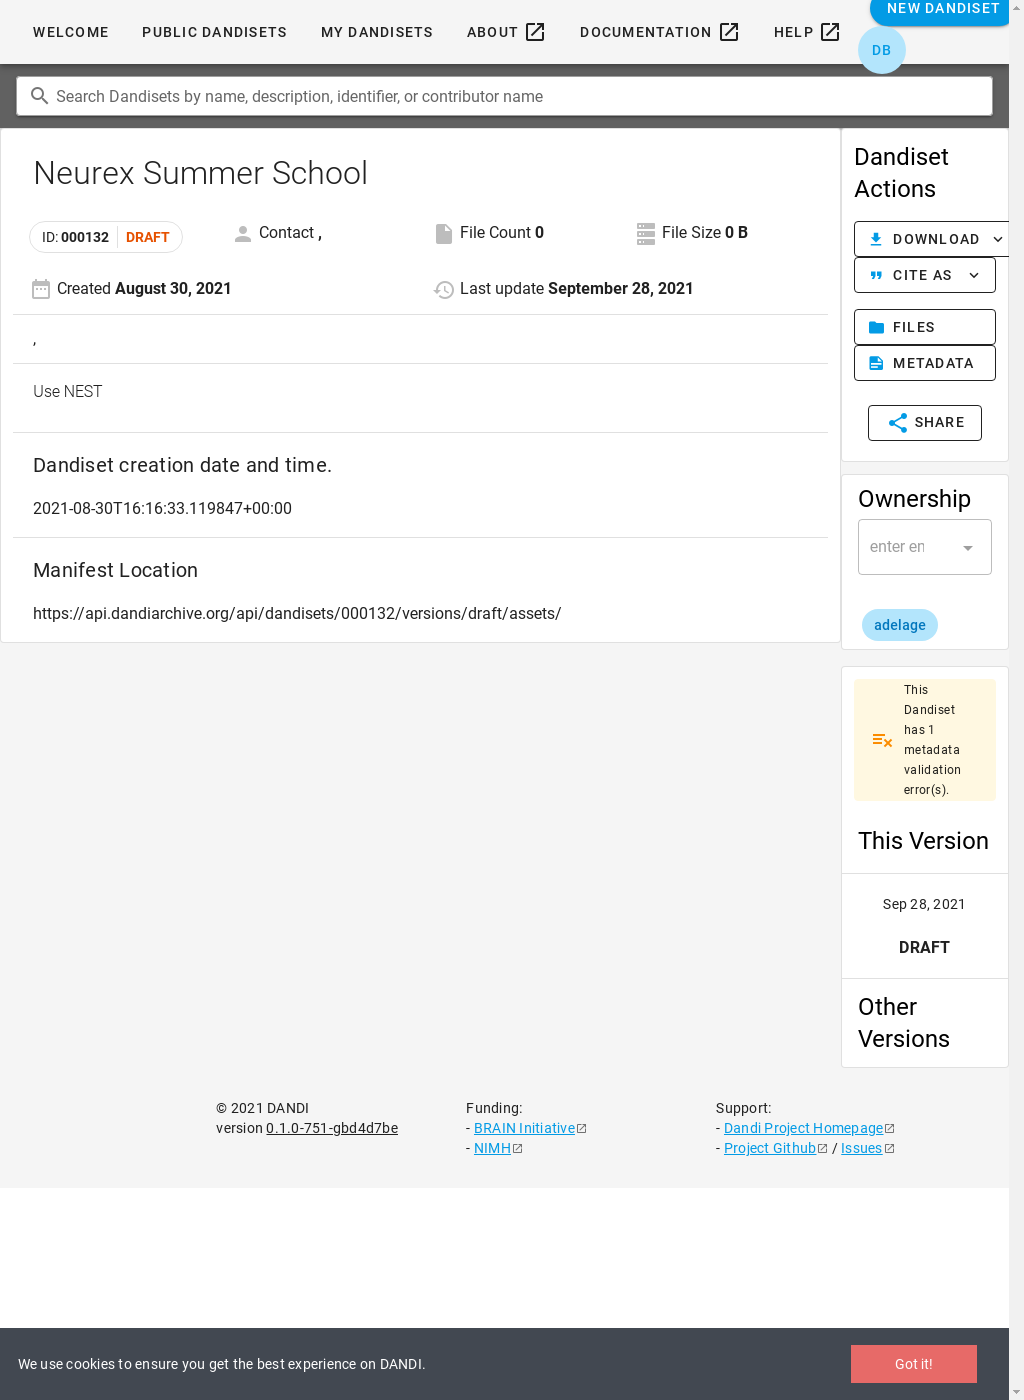 WELCOME PUBLIC DANDISETS MY DANDISETS ABOUT DOCUMENTATION HELP NEW DANDISET
DB
Search Dandisets by name, description, identifier, or contributor name
Neurex Summer School
ID: 000132 DRAFT Contact , File Count 0 File Size 0 B
Created August 30, 2021 Last update September 28, 2021
,
Use NEST
Dandiset creation date and time.
2021-08-30T16:16:33.119847+00:00
Manifest Location
https://api.dandiarchive.org/api/dandisets/000132/versions/draft/assets/
Dandiset
Actions
DOWNLOAD
CITE AS
FILES
METADATA
SHARE
Ownership
enter en
adelage
This
Dandiset
has 1
metadata
validation
error(s).
This Version
Sep 28, 2021
DRAFT
Other
Versions
© 2021 DANDI
version 0.1.0-751-gbd4d7be
Funding:
- BRAIN Initiative
- NIMH
Support:
- Dandi Project Homepage
- Project Github / Issues
We use cookies to ensure you get the best experience on DANDI.
Got it!